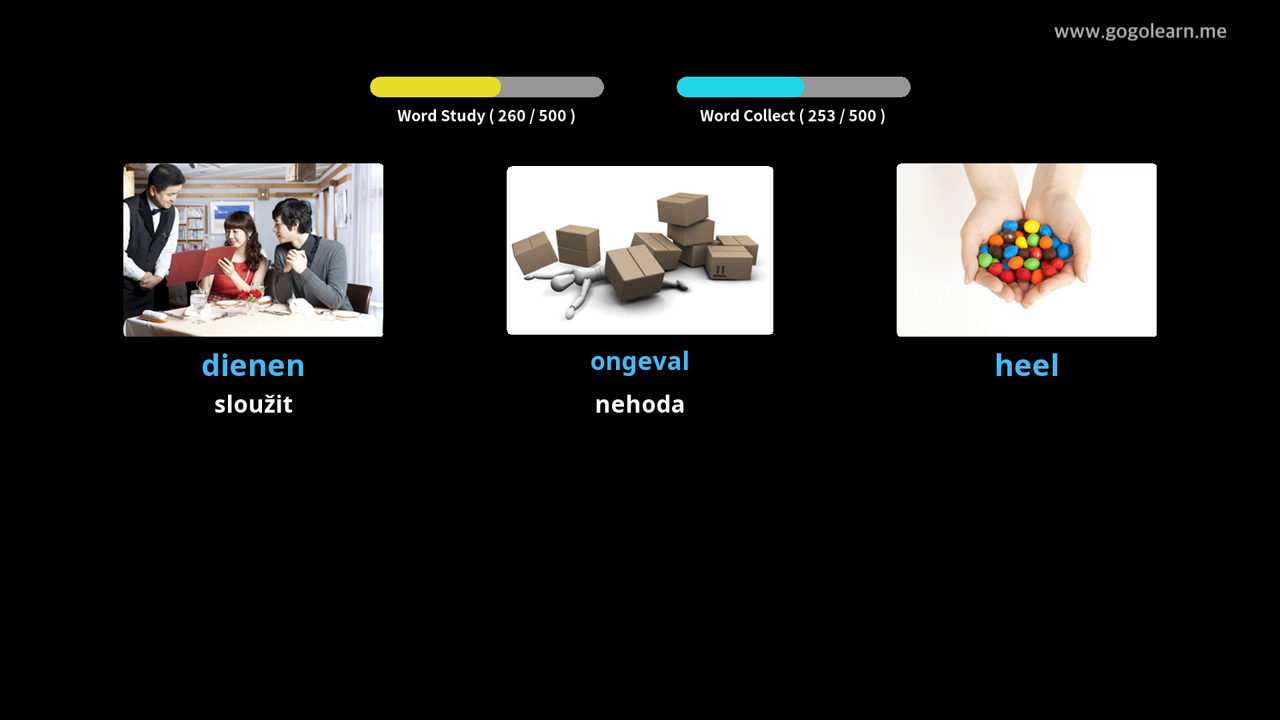 www.gogolearn.me
Word Study ( 260 / 500 )
Word Collect ( 253 / 500 )
dienen
sloužit
ongeval
nehoda
heel